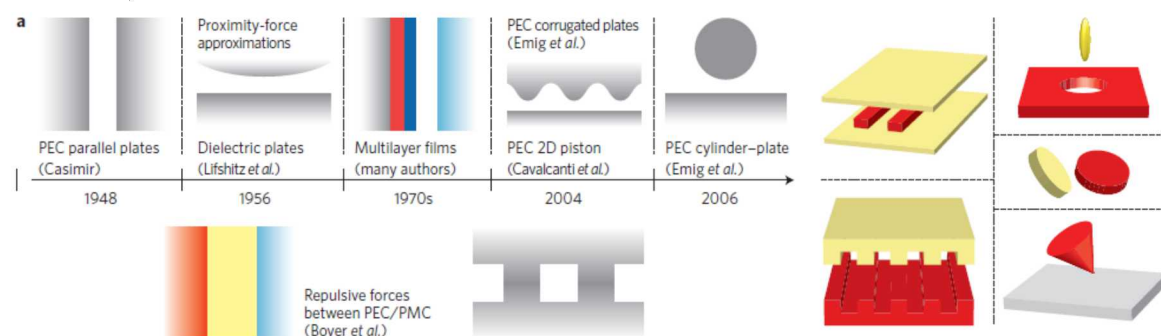 a
Proximity-force
approximations
PEC corrugated plates
(Emig et al.)
PEC parallel plates
(Casimir)
Dielectric plates
(Lifshitz et al.)
Multilayer films
(many authors)
PEC 2D piston
(Cavalcanti et al.)
PEC cylinder–plate
(Emig et al.)
1948
1956
1970s
2004
2006
Repulsive forces
between PEC/PMC
(Boyer et al.)